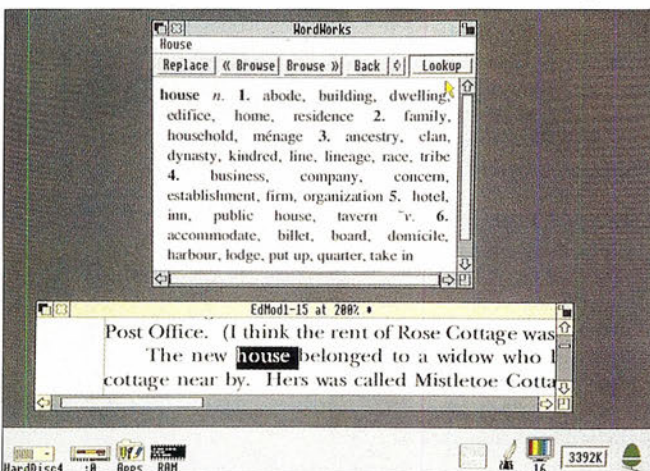 WordWorks
House
Replace « Browse Browse » Back Lookup
house n. 1. abode, building, dwelling,
edifice, home, residence 2. family,
household, ménage 3. ancestry, clan,
dynasty, kindred, line, lineage, race, tribe
4. business, company, concern,
establishment, firm, organization 5. hotel,
inn, public house, tavern ~v. 6.
accommodate, billet, board, domicile,
harbour, lodge, put up, quarter, take in
EdMod1-15 at 200% •
Post Office. (I think the rent of Rose Cottage was
The new house belonged to a widow who l
cottage near by. Hers was called Mistletoe Cotta
HardDisc4 :0 Apps RAM 16 3392K